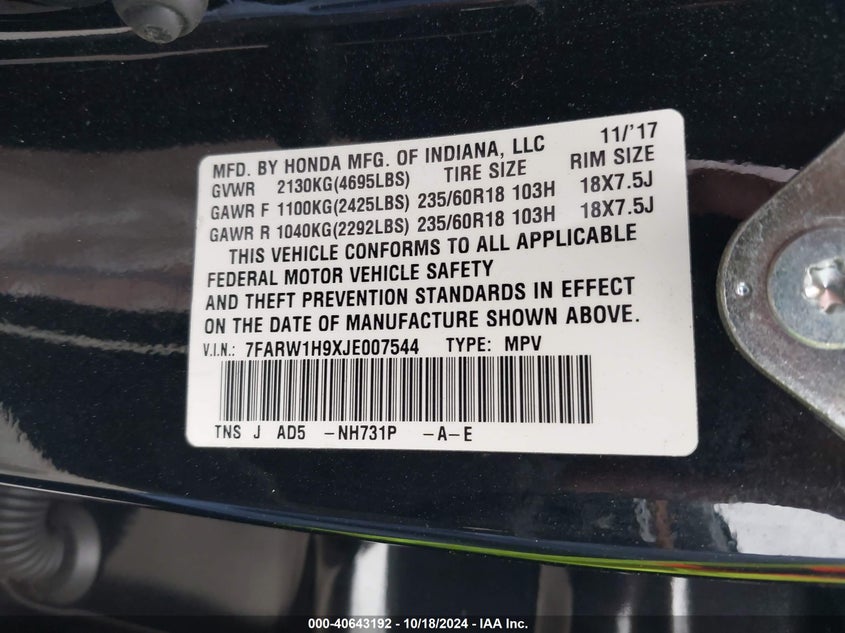 MFD. BY HONDA MFG. OF INDIANA, LLC 11/'17
GVWR 2130KG(4695LBS) TIRE SIZE RIM SIZE
GAWR F 1100KG(2425LBS) 235/60R18 103H 18X7.5J
GAWR R 1040KG(2292LBS) 235/60R18 103H 18X7.5J
THIS VEHICLE CONFORMS TO ALL APPLICABLE
FEDERAL MOTOR VEHICLE SAFETY
AND THEFT PREVENTION STANDARDS IN EFFECT
ON THE DATE OF MANUFACTURE SHOWN ABOVE.
V.I.N.: 7FARW1H9XJE007544 TYPE: MPV
TNS J AD5 -NH731P -A-E
000-40643192 - 10/18/2024 - IAA Inc.